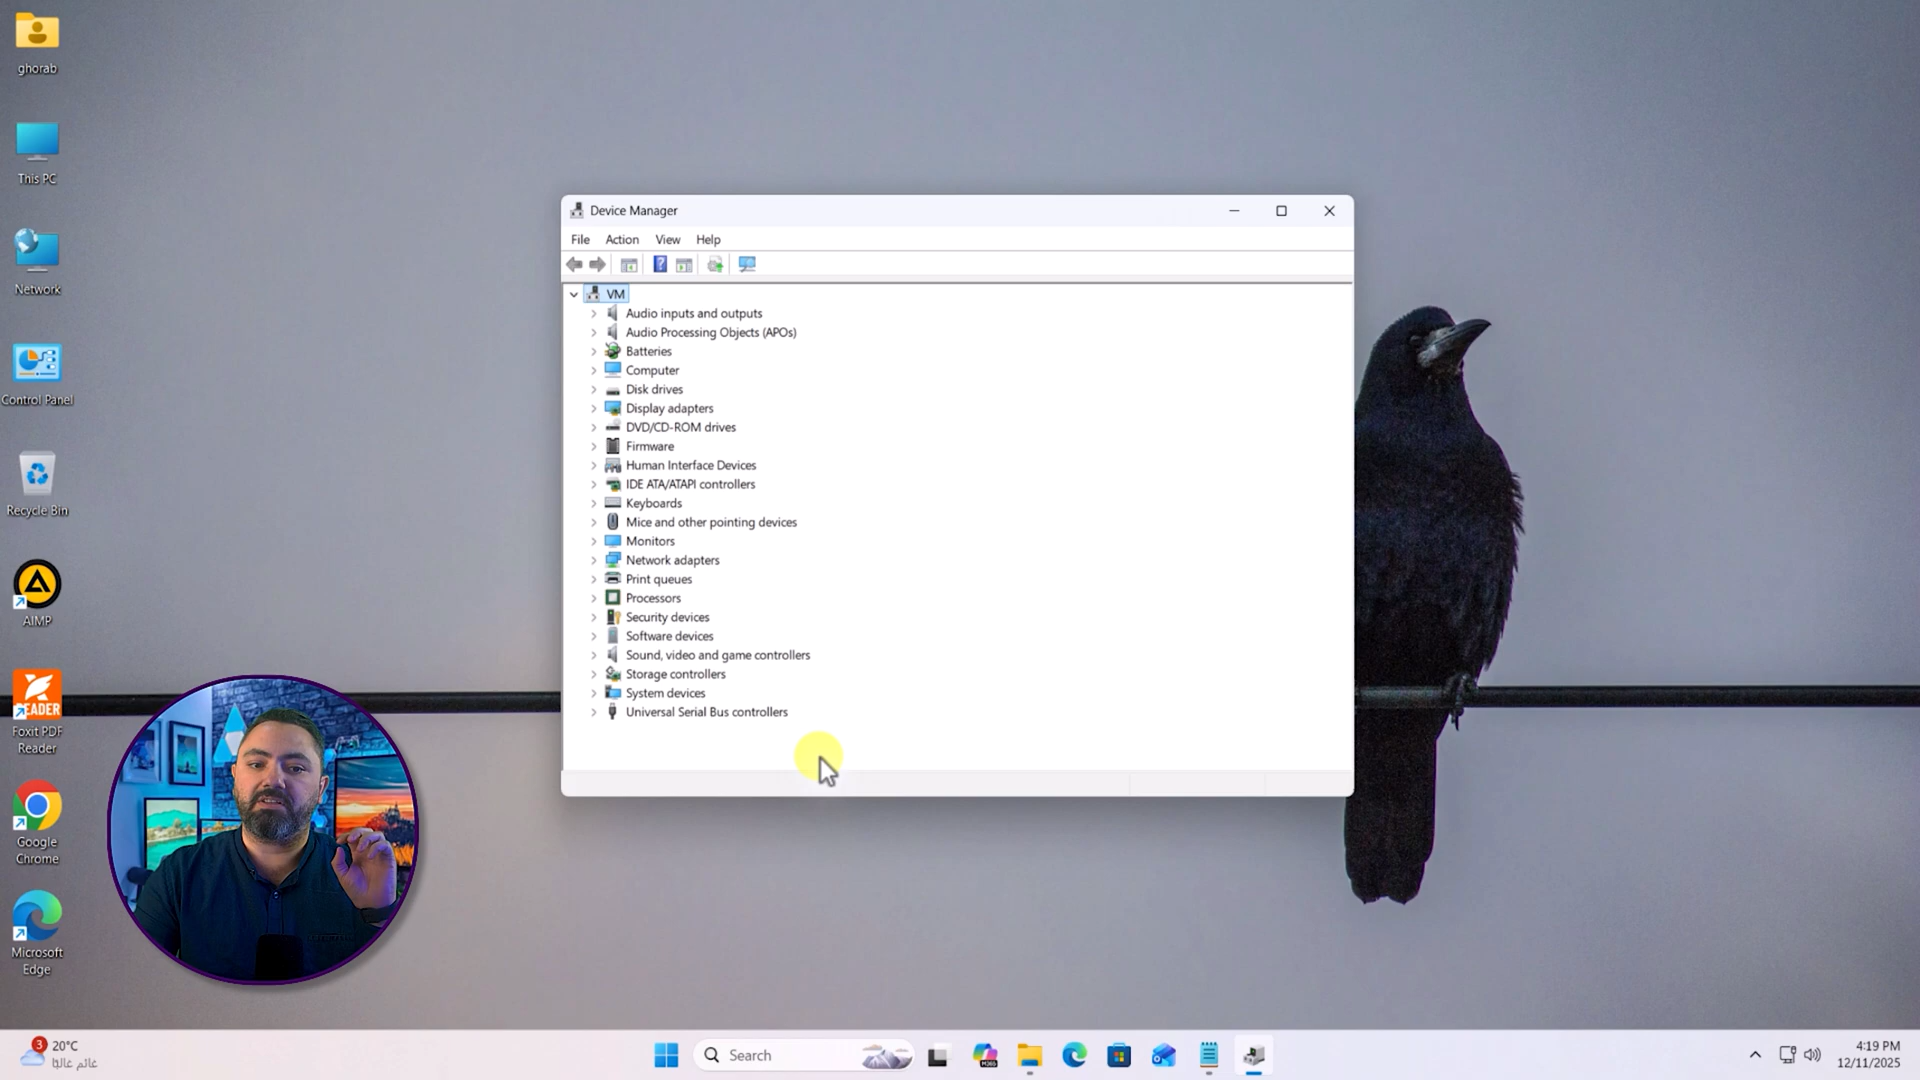 ghorab
This PC
Network
Control Panel
Recycle Bin
AIMP
READER
Foxit PDF
Reader
Google
Chrome
Microsoft
Edge
Device Manager
File Action View Help
VM
Audio inputs and outputs
Audio Processing Objects (APOs)
Batteries
Computer
Disk drives
Display adapters
DVD/CD-ROM drives
Firmware
Human Interface Devices
IDE ATA/ATAPI controllers
Keyboards
Mice and other pointing devices
Monitors
Network adapters
Print queues
Processors
Security devices
Software devices
Sound, video and game controllers
Storage controllers
System devices
Universal Serial Bus controllers
3
20°C
غائم غالبًا
Search
M365
4:19 PM
12/11/2025